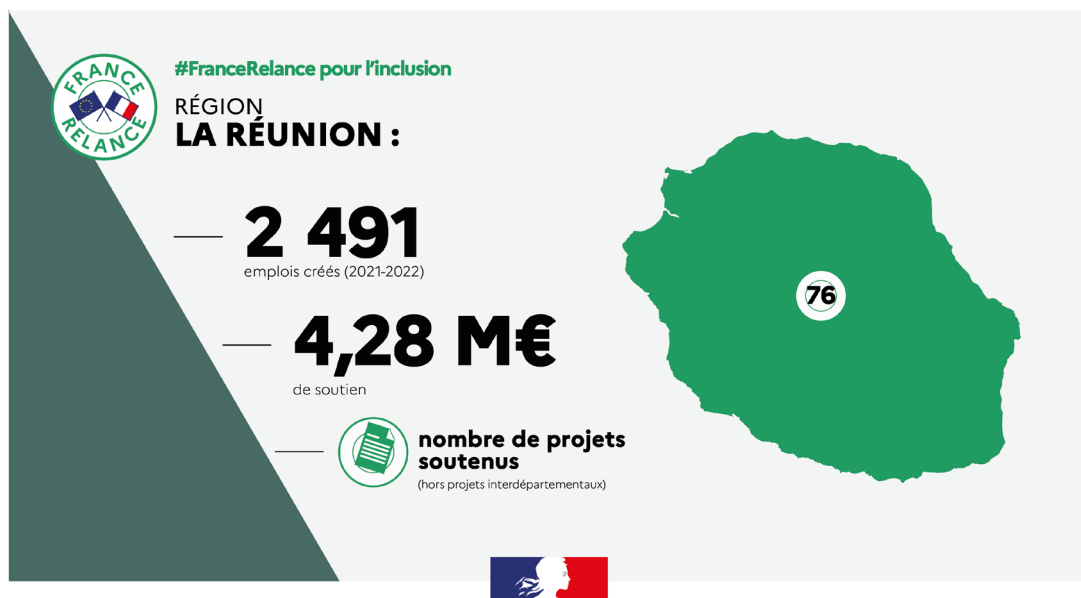 FRANCE
RELANCE
#FranceRelance pour l'inclusion
RÉGION
LA RÉUNION :
2 491
emplois créés (2021-2022)
4,28 M€
de soutien
nombre de projets
soutenus
(hors projets interdépartementaux)
76